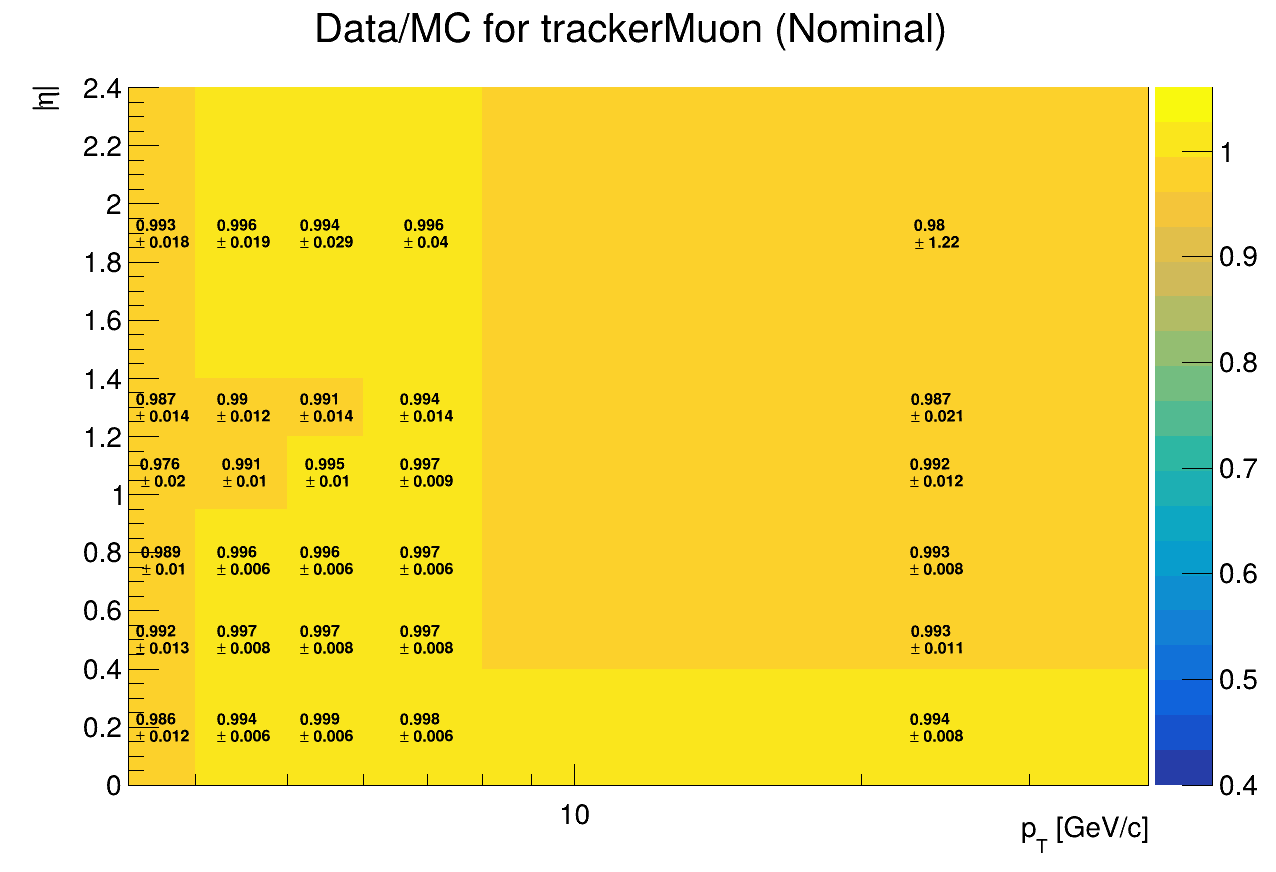 Data/MC for trackerMuon (Nominal)
|η|
2.4
2.2
2
1.8
1.6
1.4
1.2
1
0.8
0.6
0.4
0.2
0
0.993 0.996 0.994 0.996 0.98
± 0.018 ± 0.019 ± 0.029 ± 0.04 ± 1.22
0.987 0.99 0.991 0.994 0.987
± 0.014 ± 0.012 ± 0.014 ± 0.014 ± 0.021
0.976 0.991 0.995 0.997 0.992
± 0.02 ± 0.01 ± 0.01 ± 0.009 ± 0.012
0.989 0.996 0.996 0.997 0.993
± 0.01 ± 0.006 ± 0.006 ± 0.006 ± 0.008
0.992 0.997 0.997 0.997 0.993
± 0.013 ± 0.008 ± 0.008 ± 0.008 ± 0.011
0.986 0.994 0.999 0.998 0.994
± 0.012 ± 0.006 ± 0.006 ± 0.006 ± 0.008
10
p_T [GeV/c]
1
0.9
0.8
0.7
0.6
0.5
0.4